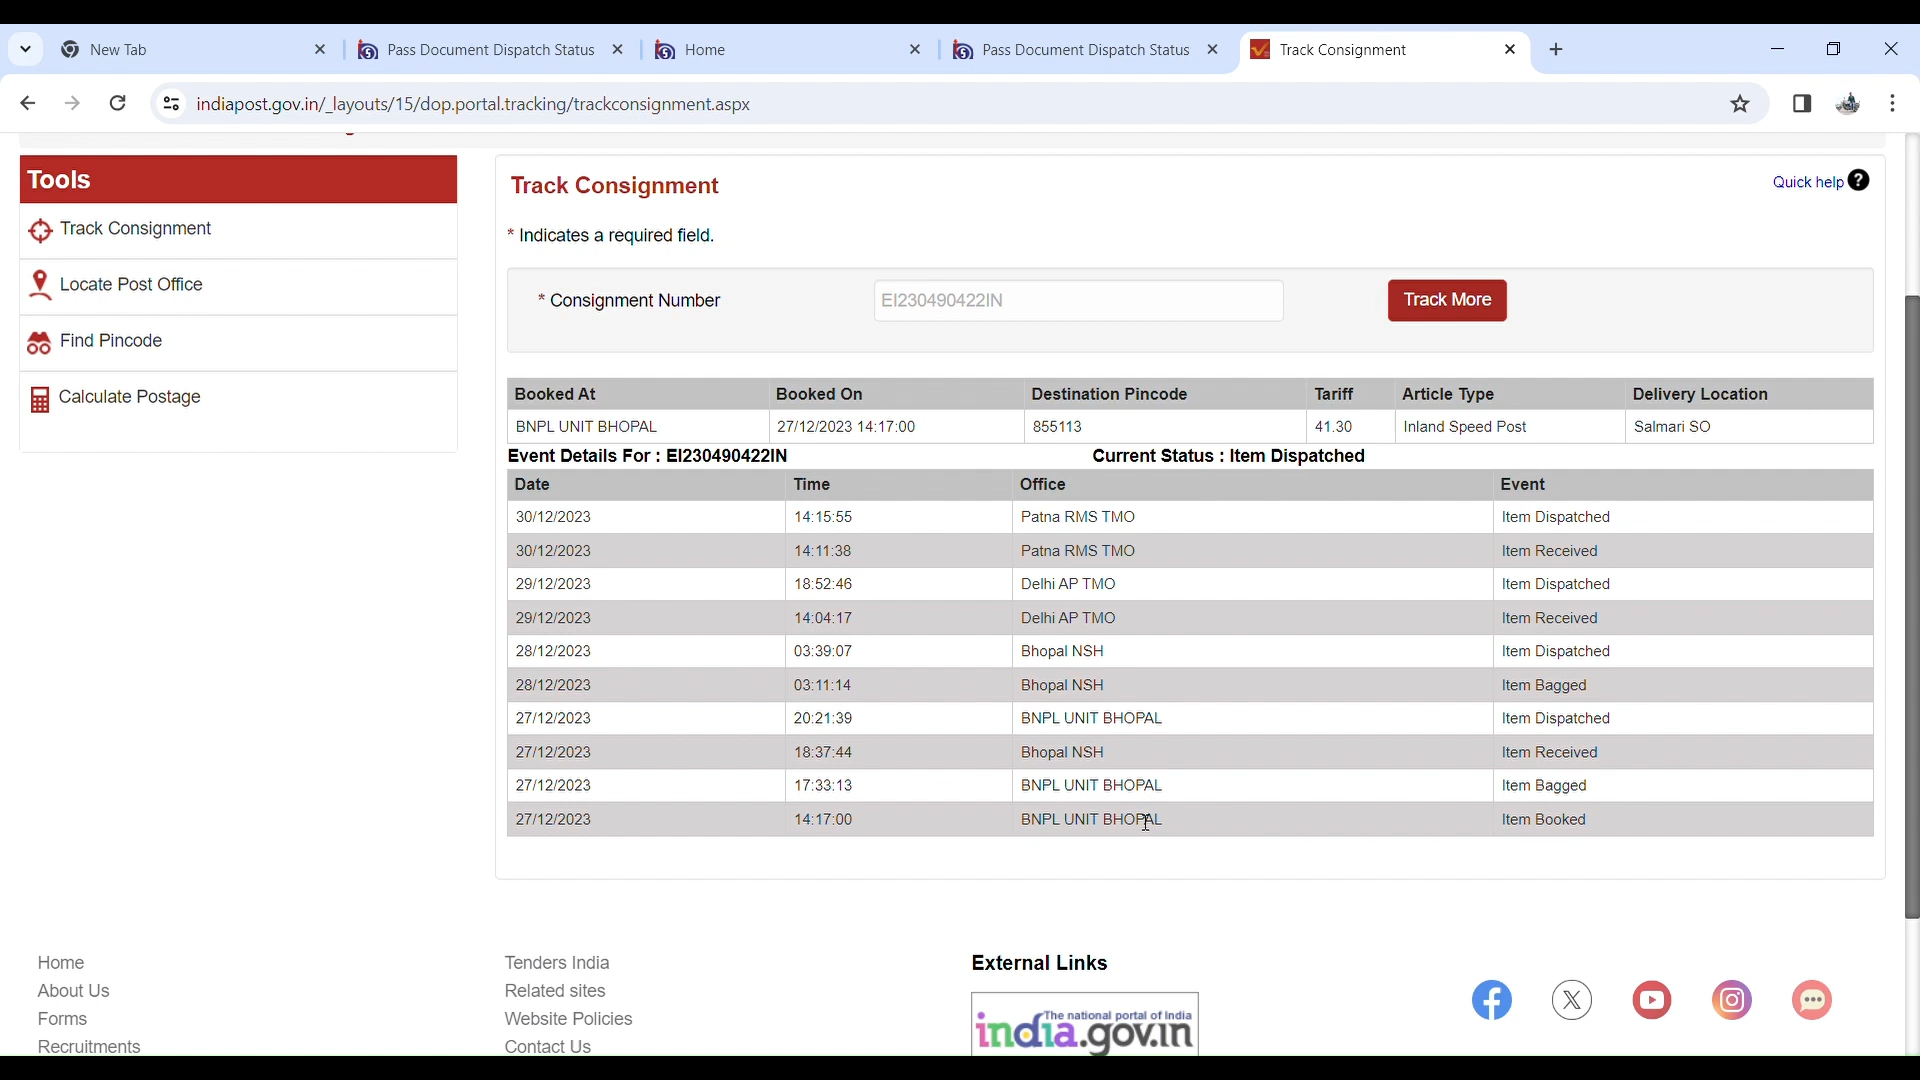 New Tab
Pass Document Dispatch Status
Home
Pass Document Dispatch Status
Track Consignment
indiapost.gov.in/_layouts/15/dop.portal.tracking/trackconsignment.aspx
Tools
Track Consignment
Locate Post Office
Find Pincode
Calculate Postage
Track Consignment
Quick help ?
* Indicates a required field.
* Consignment Number EI230490422IN Track More
Booked At Booked On Destination Pincode Tariff Article Type Delivery Location
BNPL UNIT BHOPAL 27/12/2023 14:17:00 855113 41.30 Inland Speed Post Salmari SO
Event Details For : EI230490422IN Current Status : Item Dispatched
Date Time Office Event
30/12/2023 14:15:55 Patna RMS TMO Item Dispatched
30/12/2023 14:11:38 Patna RMS TMO Item Received
29/12/2023 18:52:46 Delhi AP TMO Item Dispatched
29/12/2023 14:04:17 Delhi AP TMO Item Received
28/12/2023 03:39:07 Bhopal NSH Item Dispatched
28/12/2023 03:11:14 Bhopal NSH Item Bagged
27/12/2023 20:21:39 BNPL UNIT BHOPAL Item Dispatched
27/12/2023 18:37:44 Bhopal NSH Item Received
27/12/2023 17:33:13 BNPL UNIT BHOPAL Item Bagged
27/12/2023 14:17:00 BNPL UNIT BHOPAL Item Booked
Home
About Us
Forms
Recruitments
Tenders India
Related sites
Website Policies
Contact Us
External Links
The national portal of India
india.gov.in